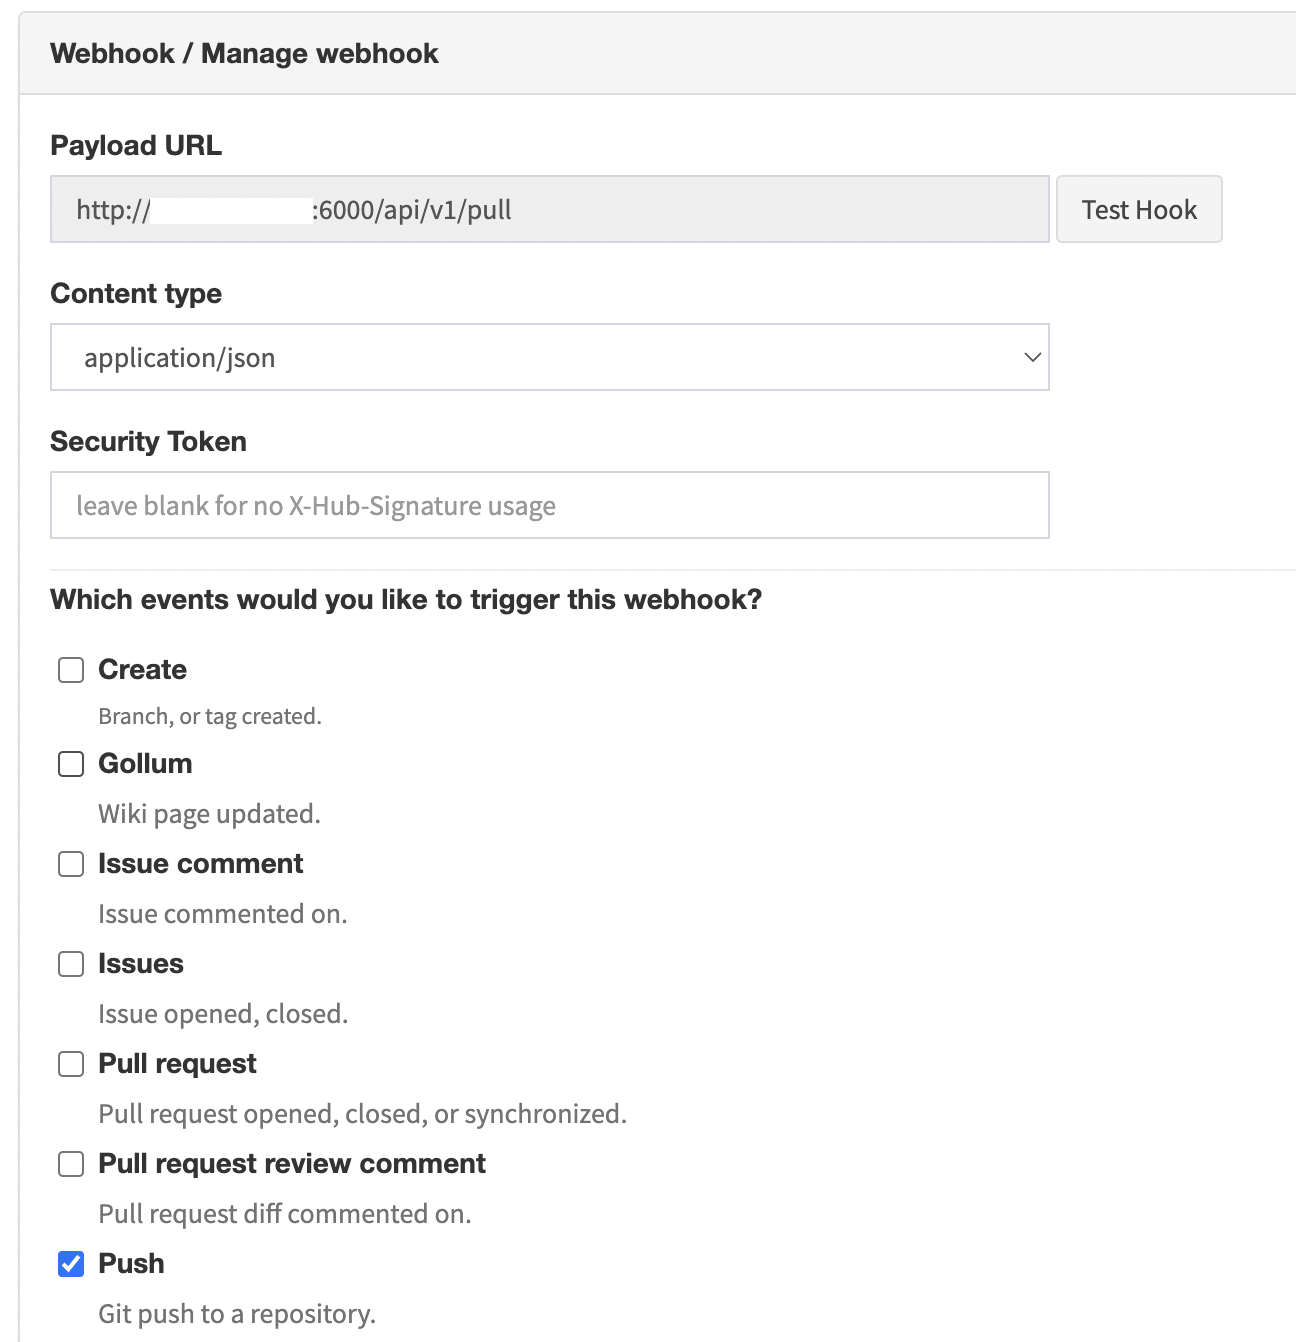 Webhook / Manage webhook
Payload URL
http:// :6000/api/v1/pull
Test Hook
Content type
application/json
Security Token
leave blank for no X-Hub-Signature usage
Which events would you like to trigger this webhook?
Create
Branch, or tag created.
Gollum
Wiki page updated.
Issue comment
Issue commented on.
Issues
Issue opened, closed.
Pull request
Pull request opened, closed, or synchronized.
Pull request review comment
Pull request diff commented on.
Push
Git push to a repository.